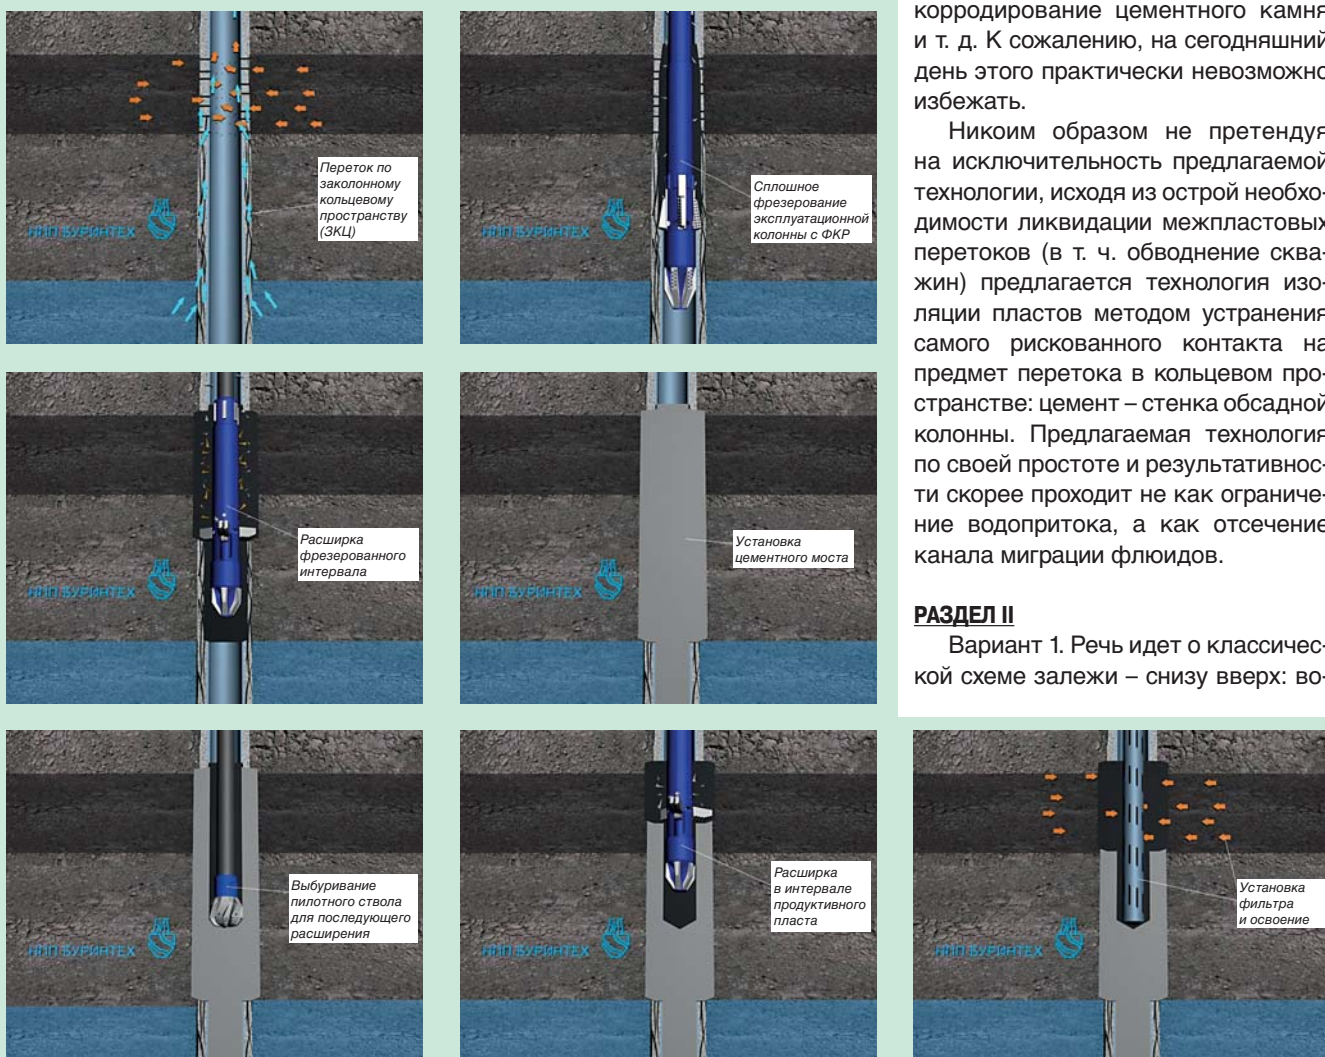 Переток по
заколонному
кольцевому
пространству
(ЗКЦ)
НПП БУРИНТЕХ
Сплошное
фрезерование
эксплуатационной
колонны с ФКР
НПП БУРИНТЕХ
корродирование цементного камня
и т. д. К сожалению, на сегодняшний
день этого практически невозможно
избежать.
Никоим образом не претендуя
на исключительность предлагаемой
технологии, исходя из острой необхо-
димости ликвидации межпластовых
перетоков (в т. ч. обводнение сква-
жин) предлагается технология изо-
ляции пластов методом устранения
самого рискованного контакта на
предмет перетока в кольцевом про-
странстве: цемент – стенка обсадной
колонны. Предлагаемая технология
по своей простоте и результативнос-
ти скорее проходит не как ограниче-
ние водопритока, а как отсечение
канала миграции флюидов.
РАЗДЕЛ II
Вариант 1. Речь идет о классичес-
кой схеме залежи – снизу вверх: во-
Расширка
фрезерованного
интервала
НПП БУРИНТЕХ
Установка
цементного моста
НПП БУРИНТЕХ
Выбуривание
пилотного ствола
для последующего
расширения
НПП БУРИНТЕХ
Расширка
в интервале
продуктивного
пласта
НПП БУРИНТЕХ
Установка
фильтра
и освоение
НПП БУРИНТЕХ